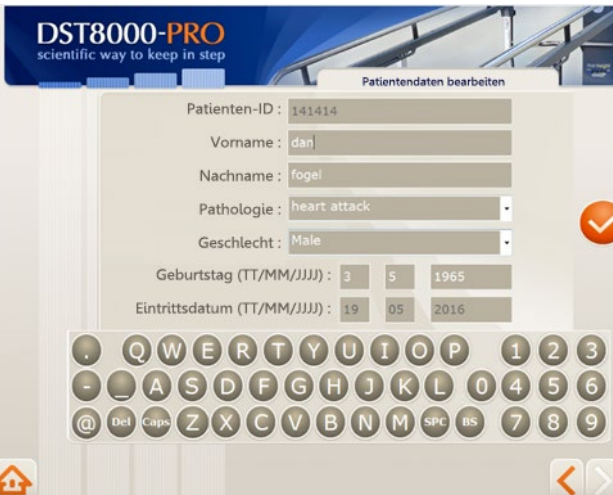 DST8000-PRO
scientific way to keep in step
Patientendaten bearbeiten
Patienten-ID : 141414
Vorname : dan
Nachname : fogel
Pathologie : heart attack
Geschlecht : Male
Geburtstag (TT/MM/JJJJ) : 3 5 1965
Eintrittsdatum (TT/MM/JJJJ) : 19 05 2016
. Q W E R T Y U I O P 1 2 3
- _ A S D F G H J K L 0 4 5 6
@ Del Caps Z X C V B N M SPC BS 7 8 9